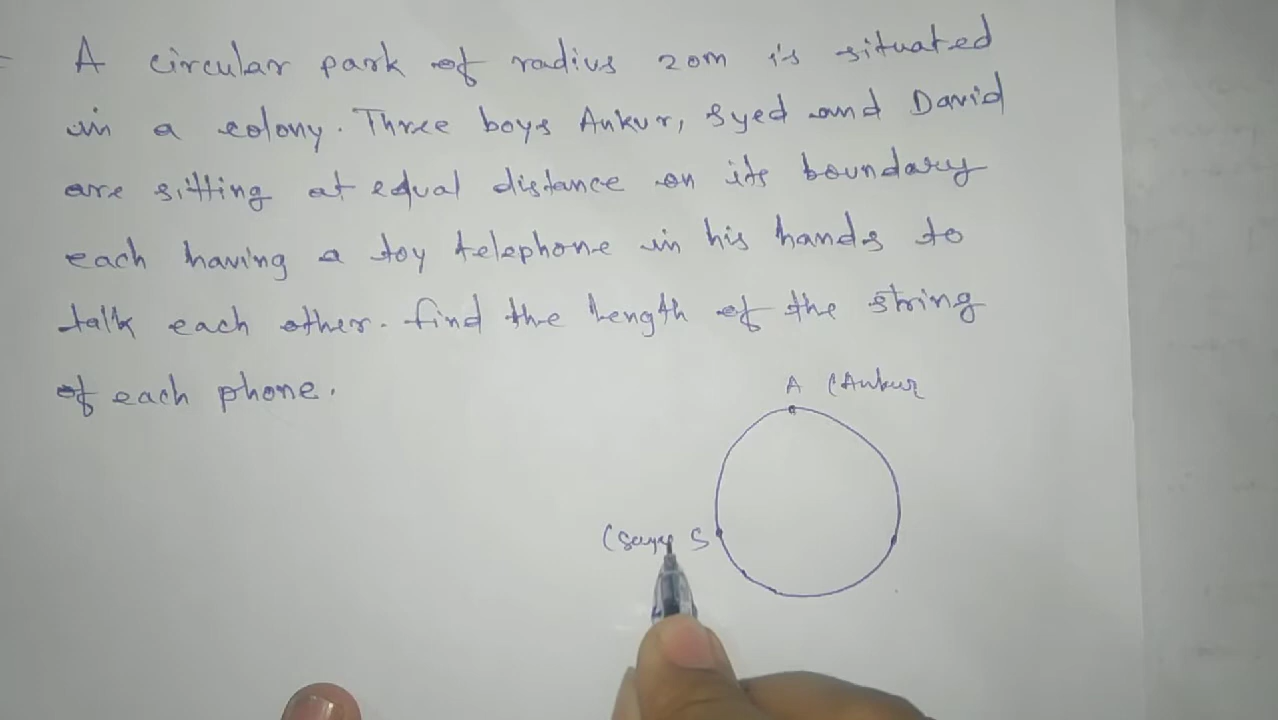 A circular park of radius 20m is situated
in a colony. Three boys Ankur, Syed and David
are sitting at equal distance on its boundary
each having a toy telephone in his hands to
talk each other. find the length of the string
of each phone.
A (Ankur
S